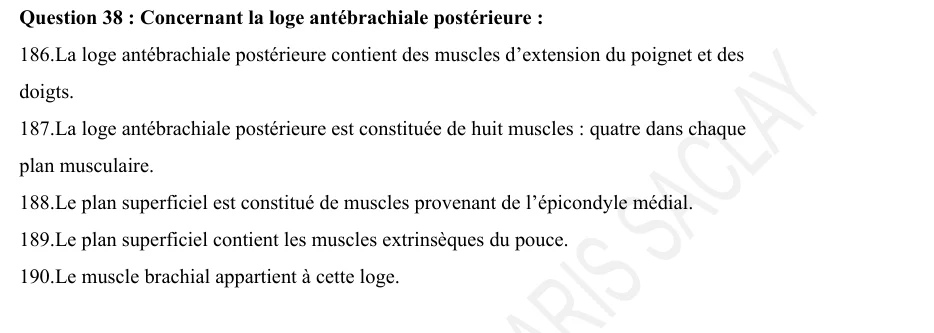 Question 38 : Concernant la loge antébrachiale postérieure :
186.La loge antébrachiale postérieure contient des muscles d’extension du poignet et des
doigts.
187.La loge antébrachiale postérieure est constituée de huit muscles : quatre dans chaque
plan musculaire.
188.Le plan superficiel est constitué de muscles provenant de l’épicondyle médial.
189.Le plan superficiel contient les muscles extrinsèques du pouce.
190.Le muscle brachial appartient à cette loge.
ARIS SACLAY